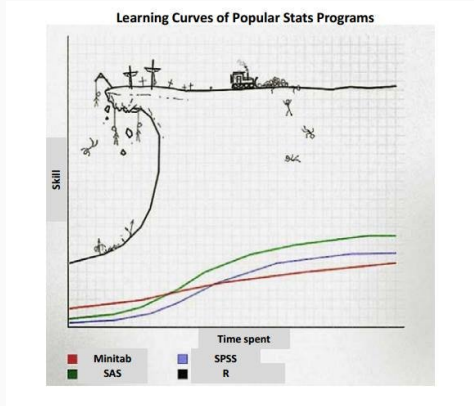 Learning Curves of Popular Stats Programs
Skill
Time spent
Minitab
SPSS
SAS
R